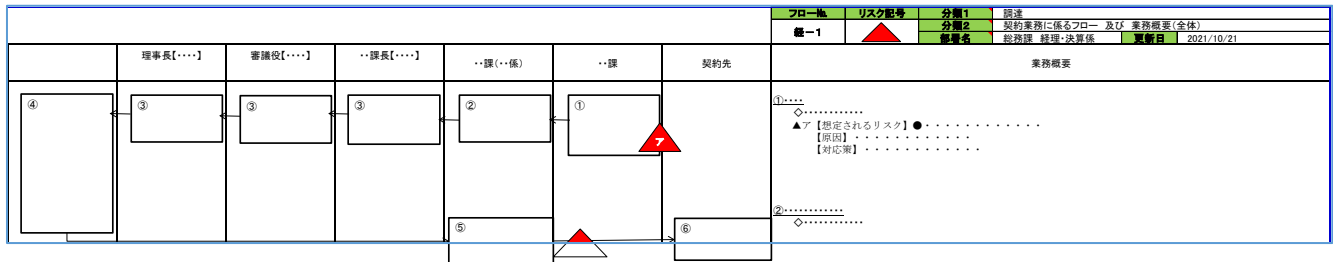 フロー№ リスク記号 分類1 調達
経－1 分類2 契約業務に係るフロー 及び 業務概要(全体)
部署名 総務課 経理・決算係 更新日 2021/10/21
理事長【････】 審議役【････】 ･･課長【････】 ･･課(･･係) ･･課 契約先 業務概要
④ ③ ③ ③ ② ①
ア
①････
◇････････････
▲ア【想定されるリスク】●・・・・・・・・・・・・
【原因】・・・・・・・・・・・・
【対応策】・・・・・・・・・・・・
②････････････
◇････････････
⑤ ⑥